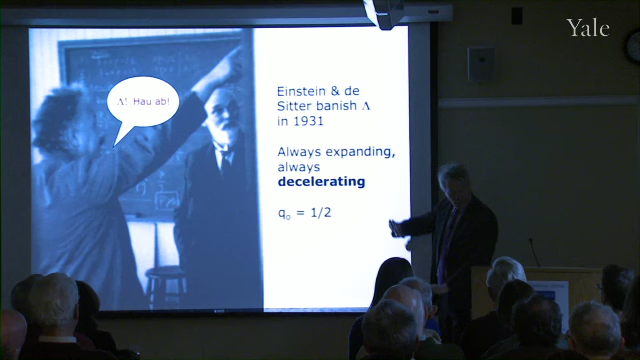 Yale
Λ! Hau ab!
Einstein & de
Sitter banish Λ
in 1931
Always expanding,
always
decelerating
q₀ = 1/2